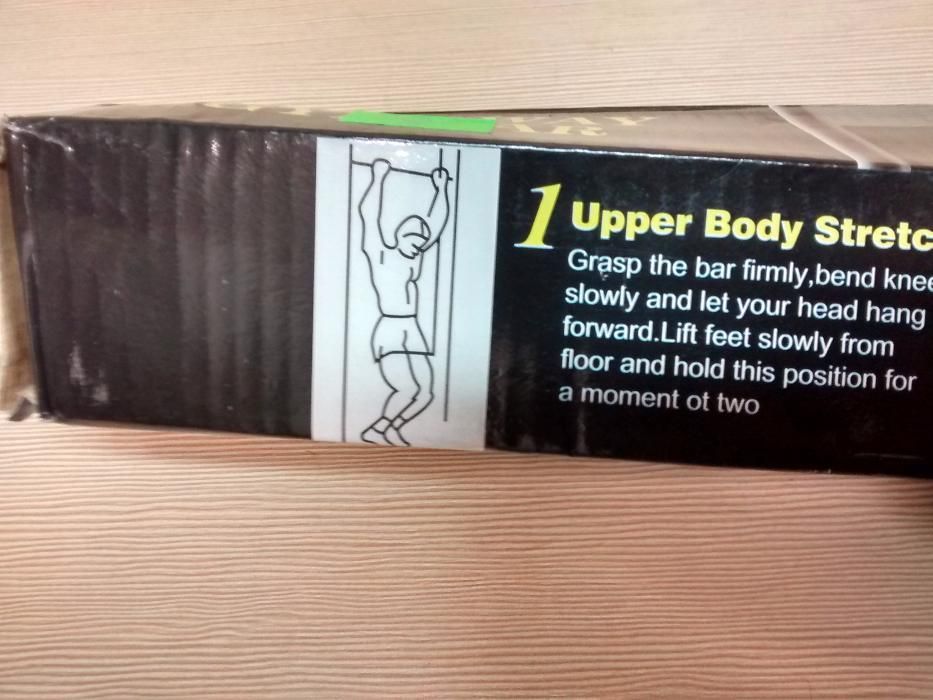 1 Upper Body Stretc
Grasp the bar firmly,bend knee
slowly and let your head hang
forward.Lift feet slowly from
floor and hold this position for
a moment ot two